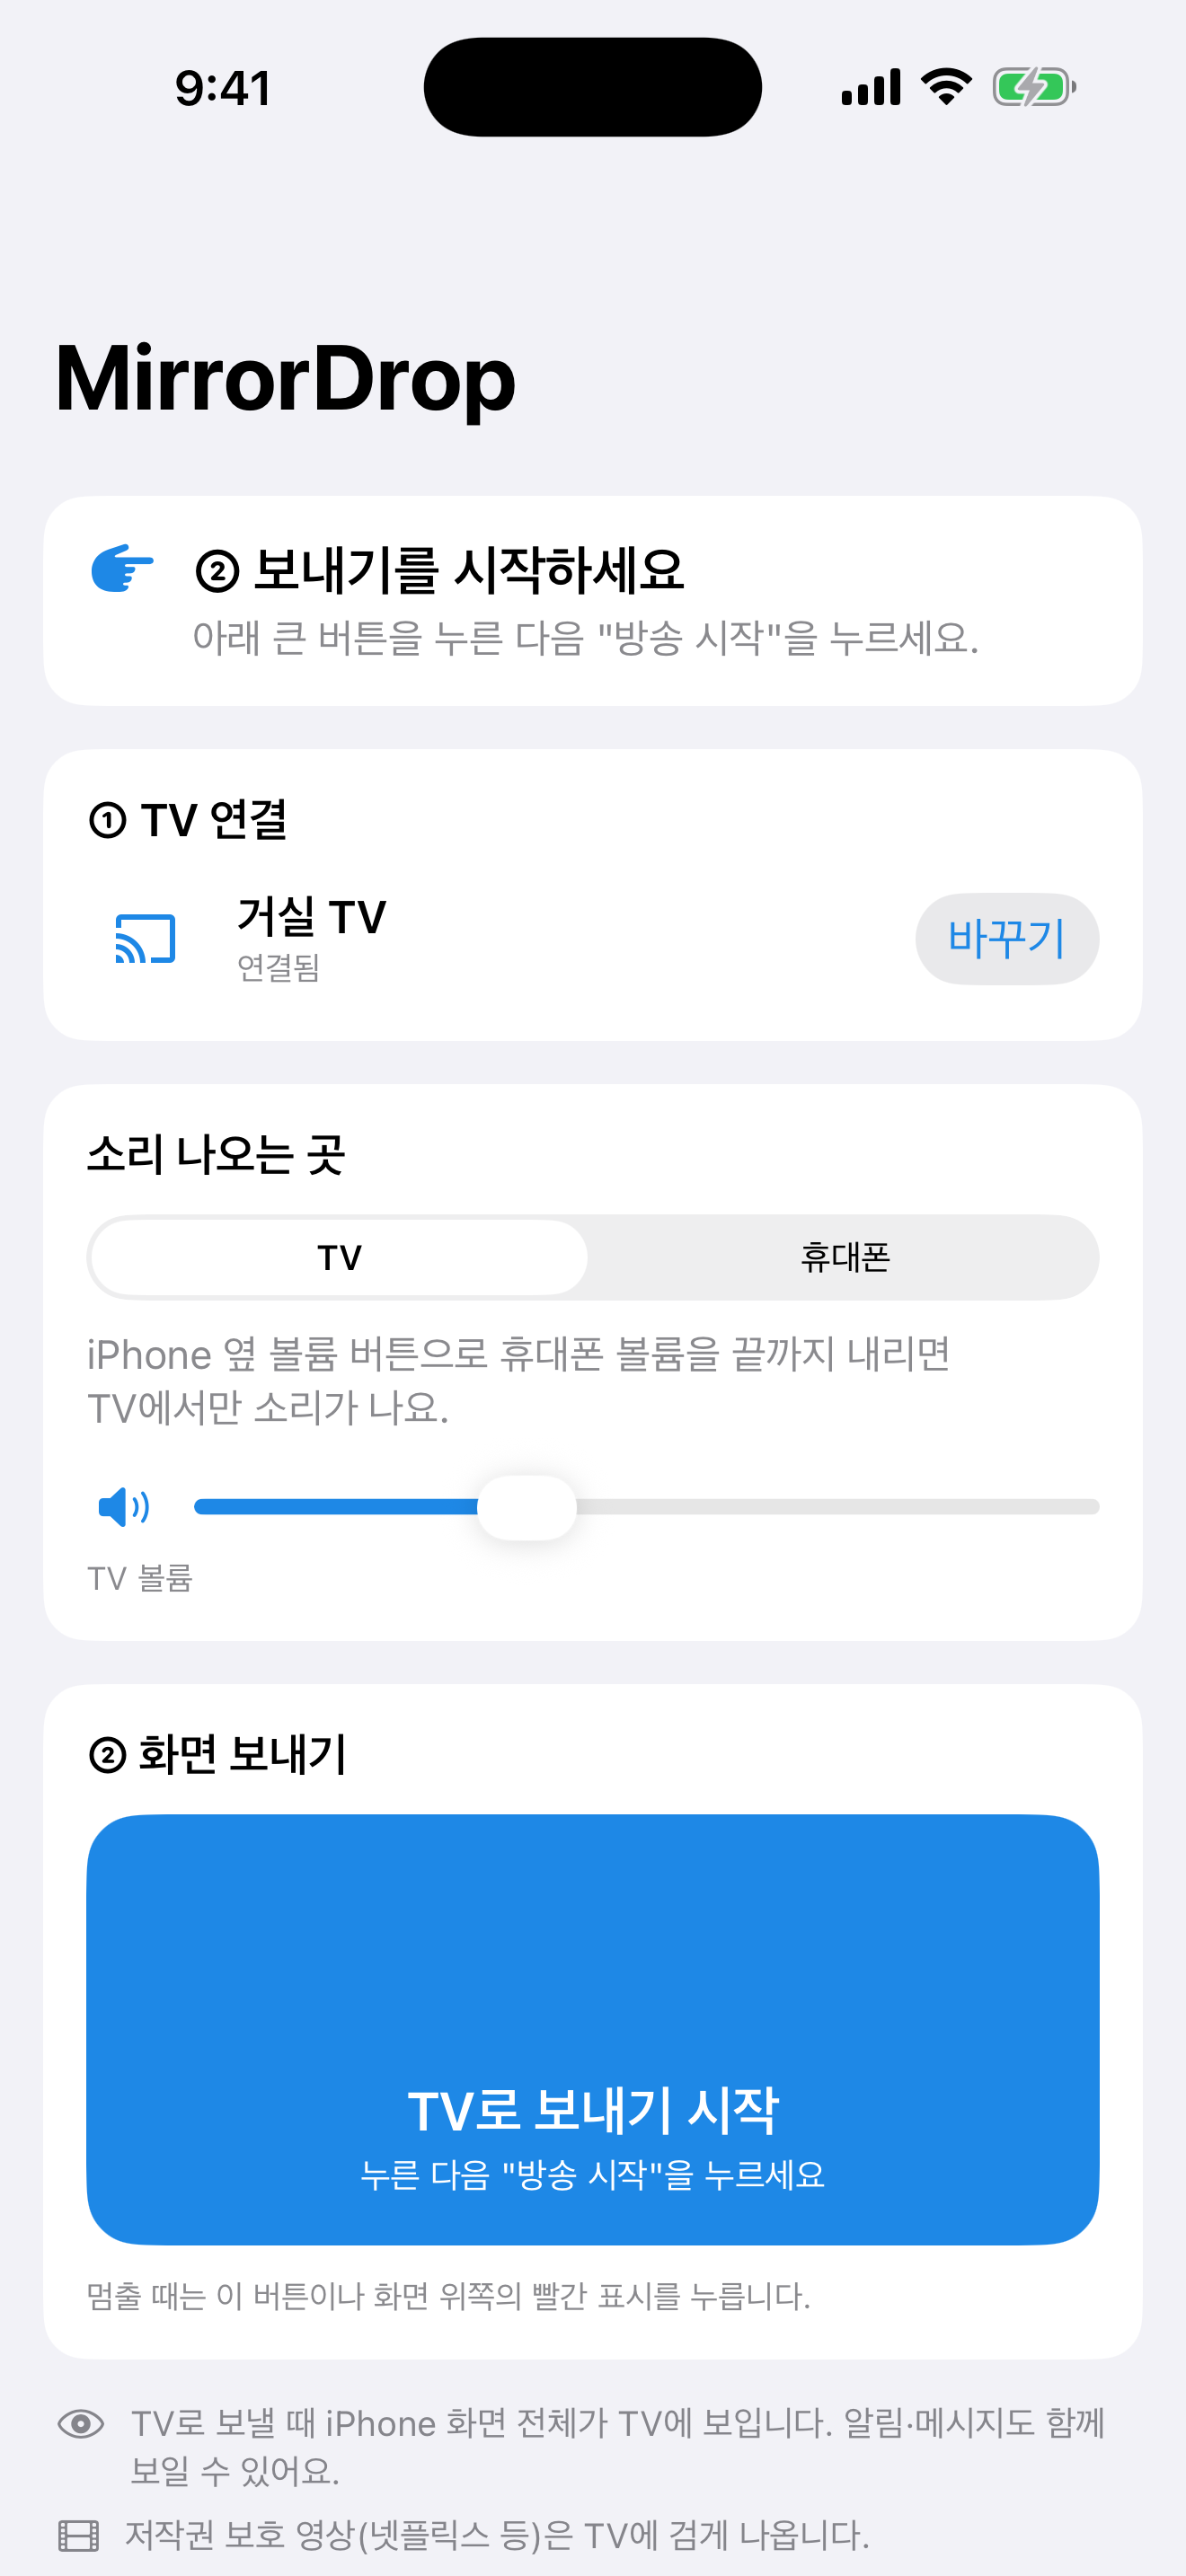 9:41
MirrorDrop
② 보내기를 시작하세요
아래 큰 버튼을 누른 다음 "방송 시작"을 누르세요.
① TV 연결
거실 TV
연결됨
바꾸기
소리 나오는 곳
TV
휴대폰
iPhone 옆 볼륨 버튼으로 휴대폰 볼륨을 끝까지 내리면
TV에서만 소리가 나요.
TV 볼륨
② 화면 보내기
TV로 보내기 시작
누른 다음 "방송 시작"을 누르세요
멈출 때는 이 버튼이나 화면 위쪽의 빨간 표시를 누릅니다.
TV로 보낼 때 iPhone 화면 전체가 TV에 보입니다. 알림·메시지도 함께
보일 수 있어요.
저작권 보호 영상(넷플릭스 등)은 TV에 검게 나옵니다.